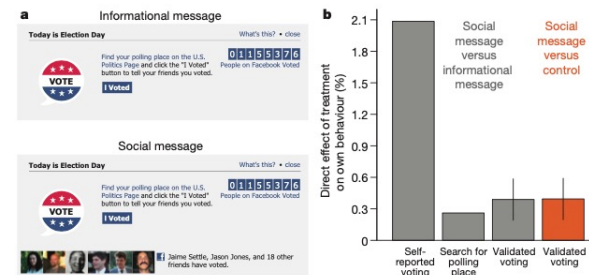 a
Informational message
Today is Election Day
What's this? • close
Find your polling place on the U.S.
Politics Page and click the "I Voted"
button to tell your friends you voted.
VOTE
I Voted
0 1 1 5 5 3 7 6
People on Facebook Voted
Social message
Today is Election Day
What's this? • close
Find your polling place on the U.S.
Politics Page and click the "I Voted"
button to tell your friends you voted.
VOTE
I Voted
0 1 1 5 5 3 7 6
People on Facebook Voted
f Jaime Settle, Jason Jones, and 18 other
friends have voted.
b
Direct effect of treatment
on own behaviour (%)
2.1
1.8
1.5
1.2
0.9
0.6
0.3
0
Social
message
versus
informational
message
Social
message
versus
control
Self-
reported
voting
Search for
polling
place
Validated
voting
Validated
voting